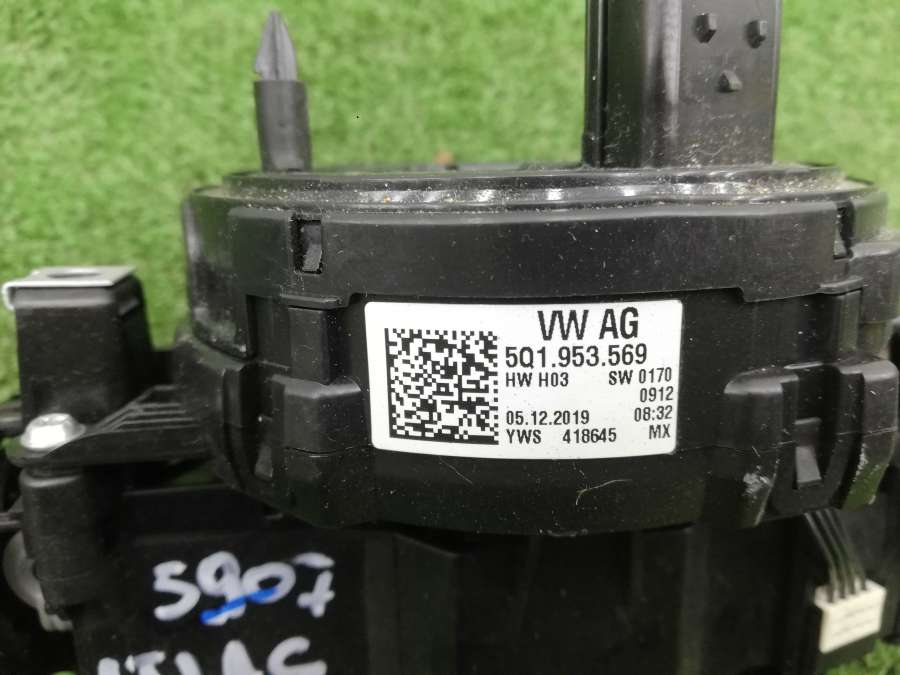 VW AG
5Q1.953.569
HW H03 SW 0170
0912
05.12.2019 08:32
YWS 418645 MX
5907